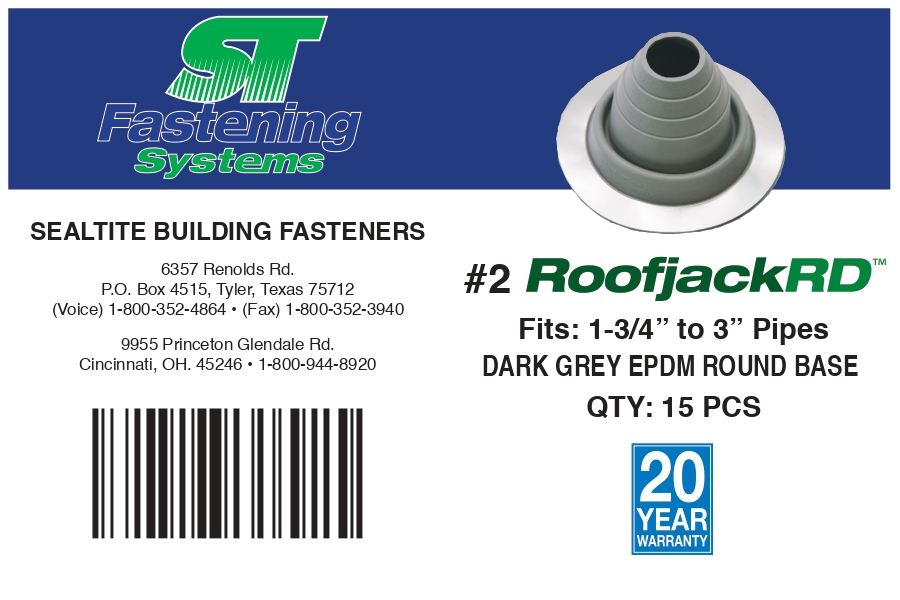 ST
Fastening
Systems
SEALTITE BUILDING FASTENERS
6357 Renolds Rd.
P.O. Box 4515, Tyler, Texas 75712
(Voice) 1-800-352-4864 • (Fax) 1-800-352-3940
9955 Princeton Glendale Rd.
Cincinnati, OH. 45246 • 1-800-944-8920
#2 RoofjackRD™
Fits: 1-3/4” to 3” Pipes
DARK GREY EPDM ROUND BASE
QTY: 15 PCS
20
YEAR
WARRANTY